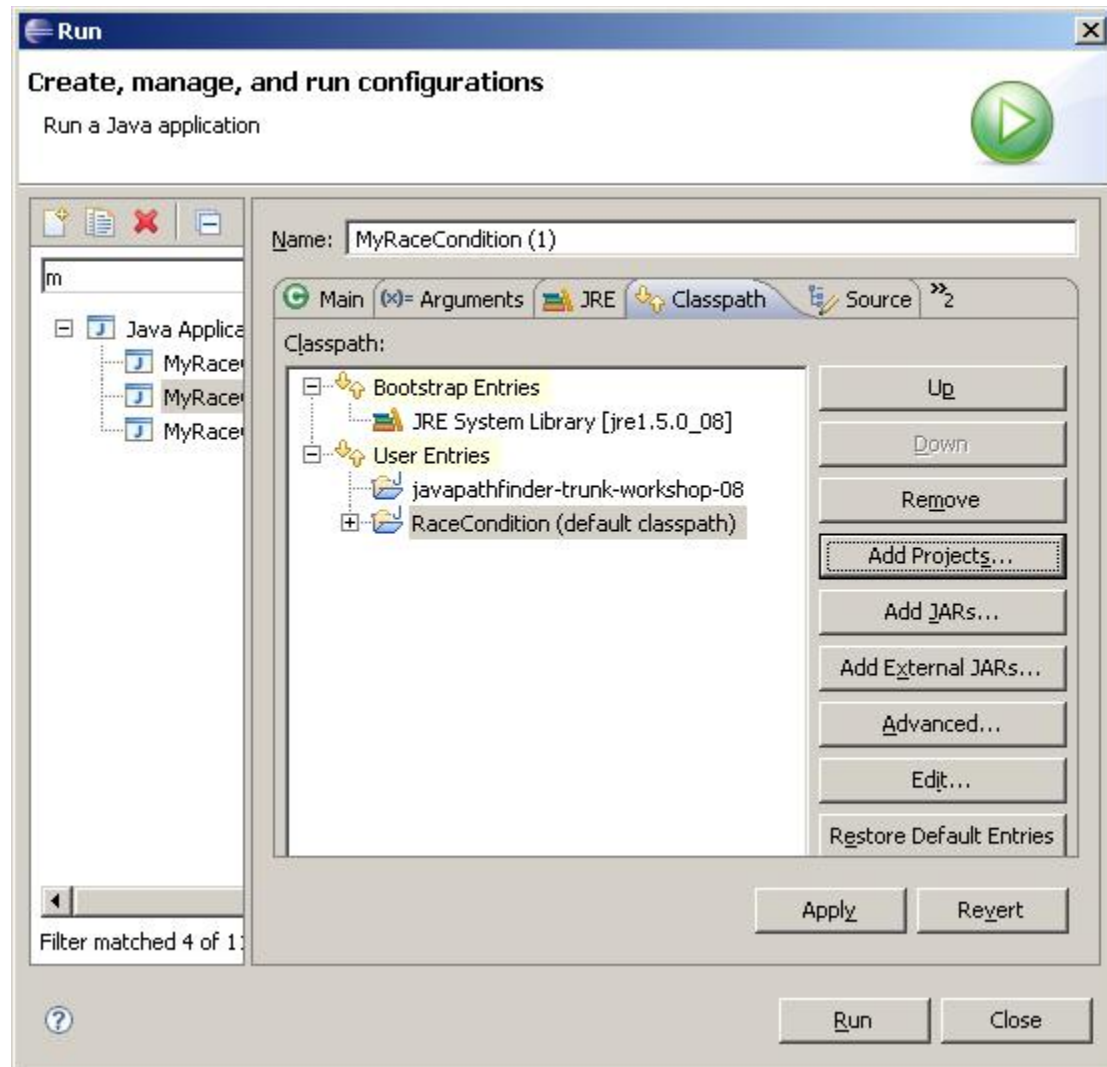 Run
Create, manage, and run configurations
Run a Java application
m
Java Applica
MyRace
MyRace
MyRace
Filter matched 4 of 11
Name: MyRaceCondition (1)
Main (x)= Arguments JRE Classpath Source »2
Classpath:
Bootstrap Entries
JRE System Library [jre1.5.0_08]
User Entries
javapathfinder-trunk-workshop-08
RaceCondition (default classpath)
Up
Down
Remove
Add Projects...
Add JARs...
Add External JARs...
Advanced...
Edit...
Restore Default Entries
Apply Revert
Run Close